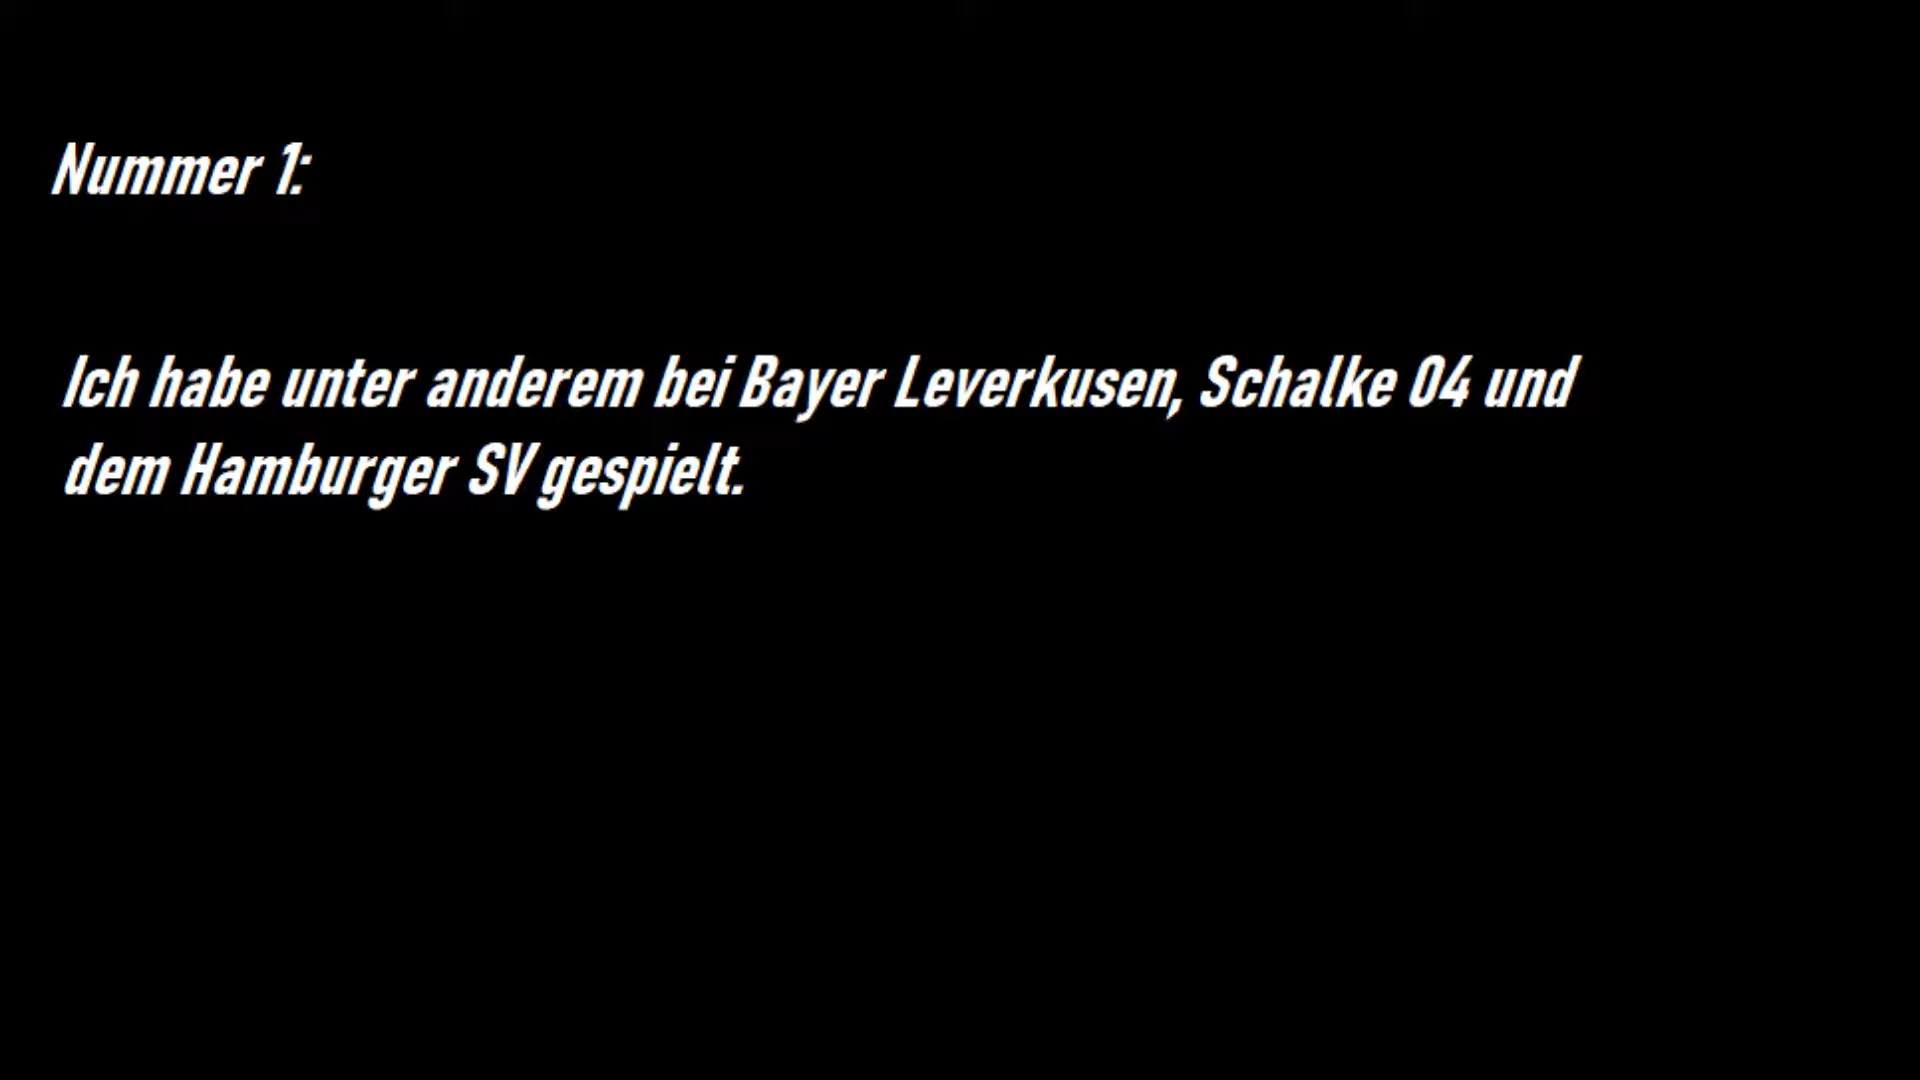 Nummer 1:
Ich habe unter anderem bei Bayer Leverkusen, Schalke 04 und
dem Hamburger SV gespielt.